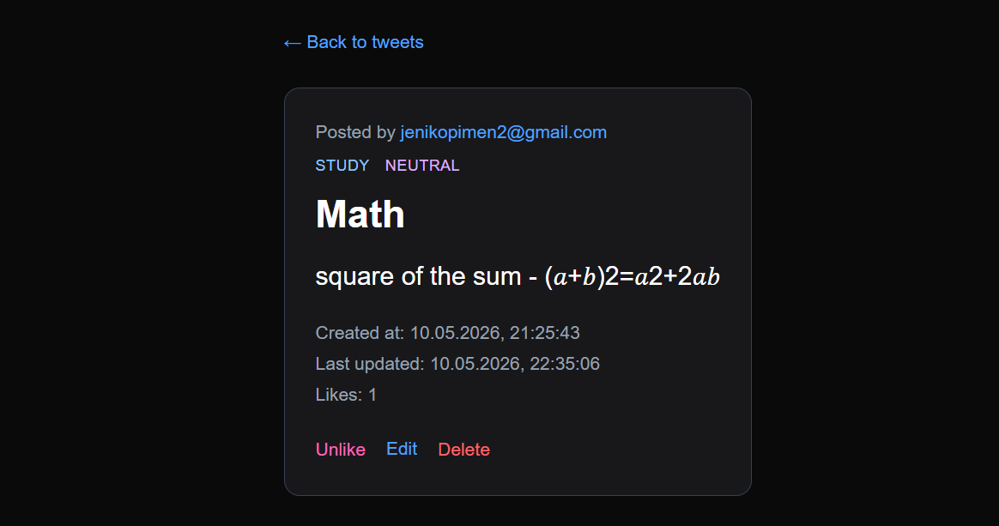 ← Back to tweets
Posted by jenikopimen2@gmail.com
STUDY NEUTRAL
Math
square of the sum - (𝑎+𝑏)2=𝑎2+2𝑎𝑏
Created at: 10.05.2026, 21:25:43
Last updated: 10.05.2026, 22:35:06
Likes: 1
Unlike Edit Delete